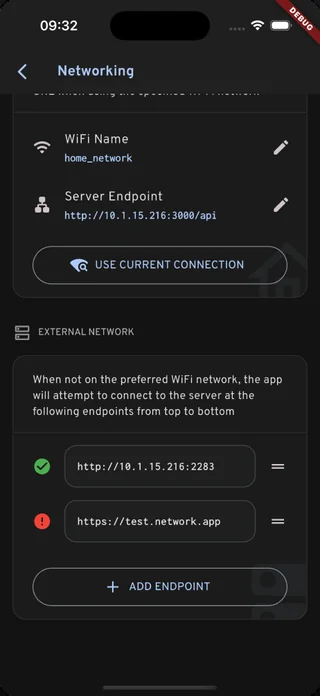 09:32
DEBUG
Networking
WiFi Name
home_network
Server Endpoint
http://10.1.15.216:3000/api
USE CURRENT CONNECTION
EXTERNAL NETWORK
When not on the preferred WiFi network, the app
will attempt to connect to the server at the
following endpoints from top to bottom
http://10.1.15.216:2283
https://test.network.app
ADD ENDPOINT